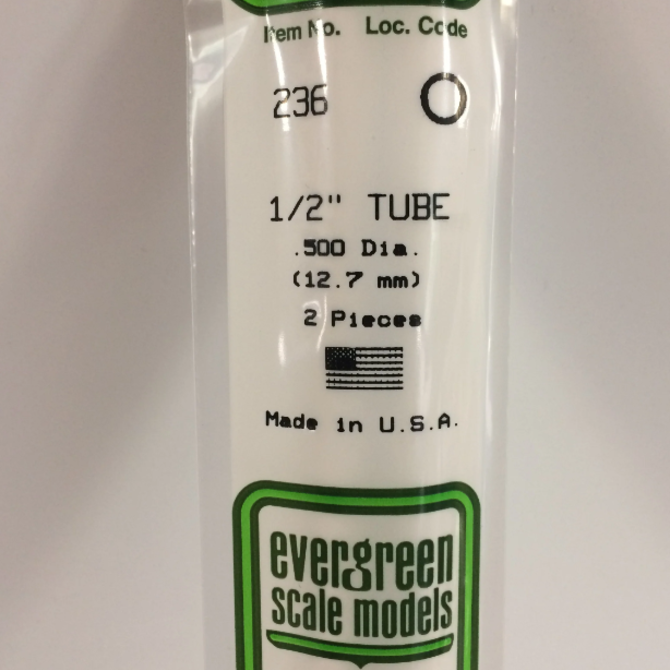 Item No. Loc. Code
236
1/2" TUBE
.500 Dia.
(12.7 mm)
2 Pieces
Made in U.S.A.
evergreen
scale models